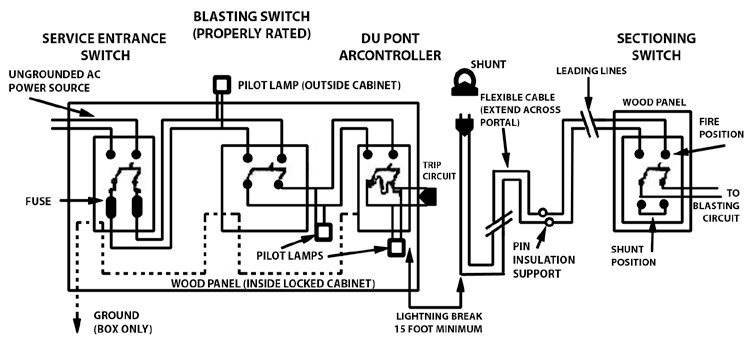 BLASTING SWITCH
(PROPERLY RATED)
SERVICE ENTRANCE
SWITCH
DU PONT
ARCONTROLLER
SECTIONING
SWITCH
SHUNT
LEADING LINES
UNGROUNDED AC
POWER SOURCE
PILOT LAMP (OUTSIDE CABINET)
FLEXIBLE CABLE
(EXTEND ACROSS
PORTAL)
WOOD PANEL
FIRE
POSITION
TRIP
CIRCUIT
FUSE
TO
BLASTING
CIRCUIT
PILOT LAMPS
PIN
INSULATION
SUPPORT
SHUNT
POSITION
WOOD PANEL (INSIDE LOCKED CABINET)
GROUND
(BOX ONLY)
LIGHTNING BREAK
15 FOOT MINIMUM